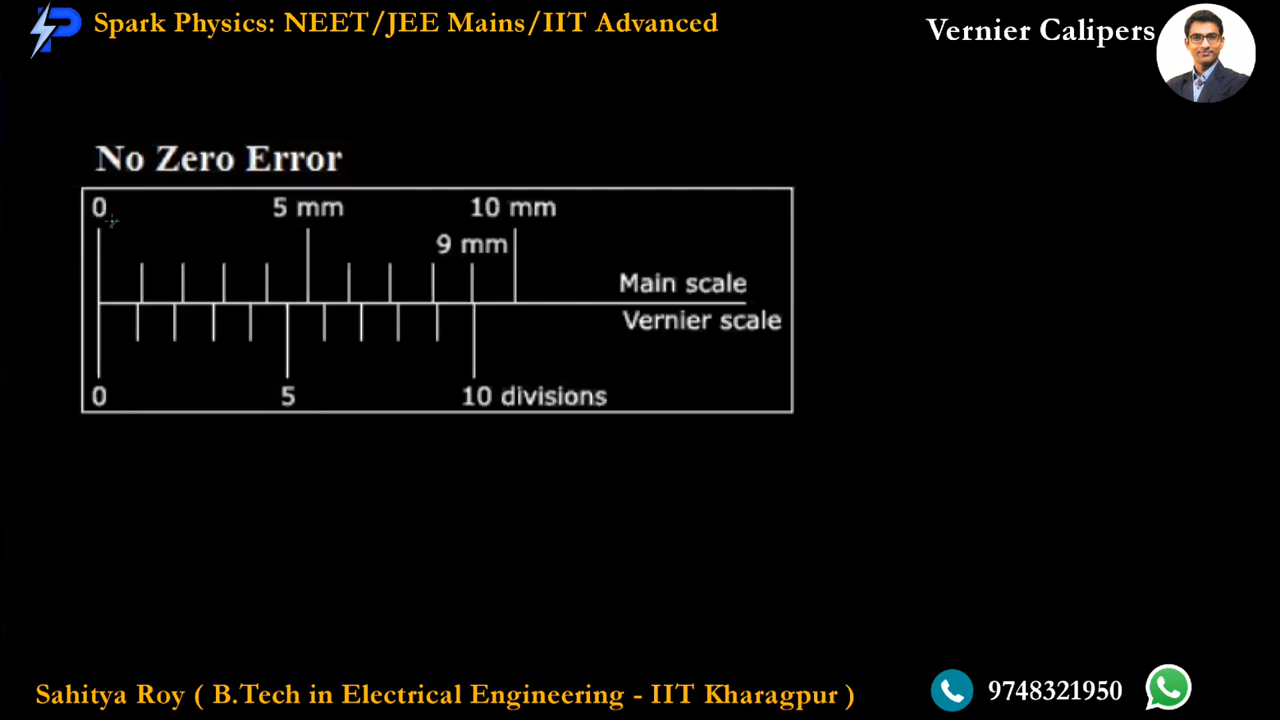 Spark Physics: NEET/JEE Mains/IIT Advanced
Vernier Calipers
No Zero Error
0 5 mm 10 mm
9 mm
Main scale
Vernier scale
0 5 10 divisions
Sahitya Roy ( B.Tech in Electrical Engineering - IIT Kharagpur )
9748321950